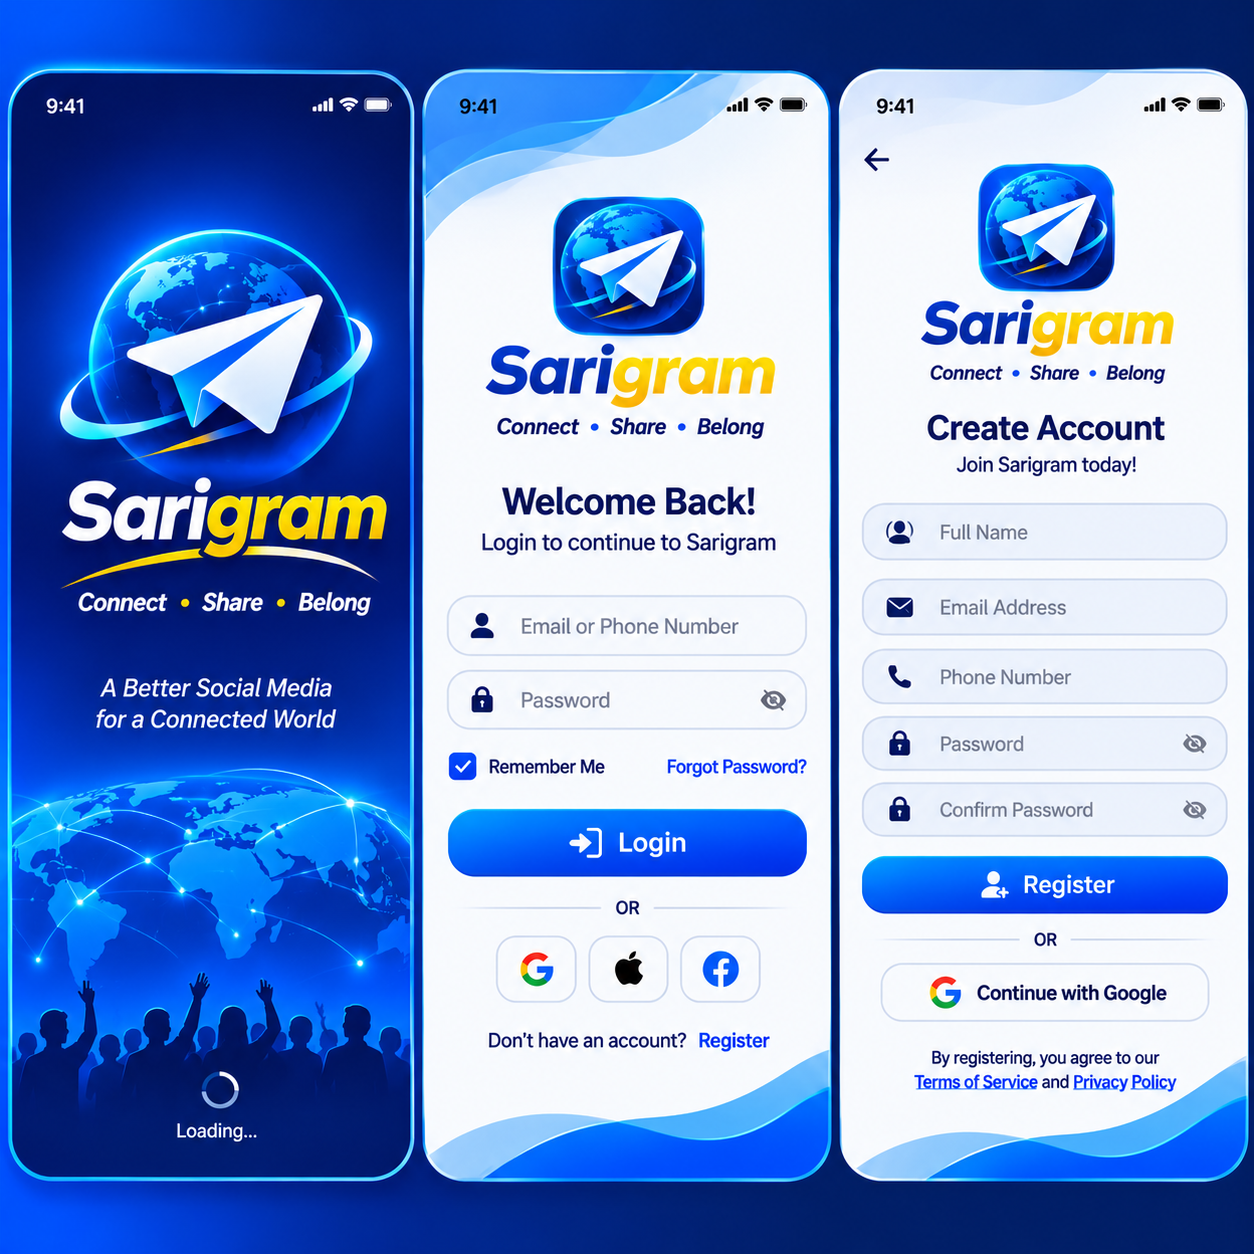 9:41
Sarigram
Connect • Share • Belong
A Better Social Media
for a Connected World
Loading...
9:41
Sarigram
Connect • Share • Belong
Welcome Back!
Login to continue to Sarigram
Email or Phone Number
Password
Remember Me Forgot Password?
Login
OR
Don't have an account? Register
9:41
Sarigram
Connect • Share • Belong
Create Account
Join Sarigram today!
Full Name
Email Address
Phone Number
Password
Confirm Password
Register
OR
Continue with Google
By registering, you agree to our
Terms of Service and Privacy Policy